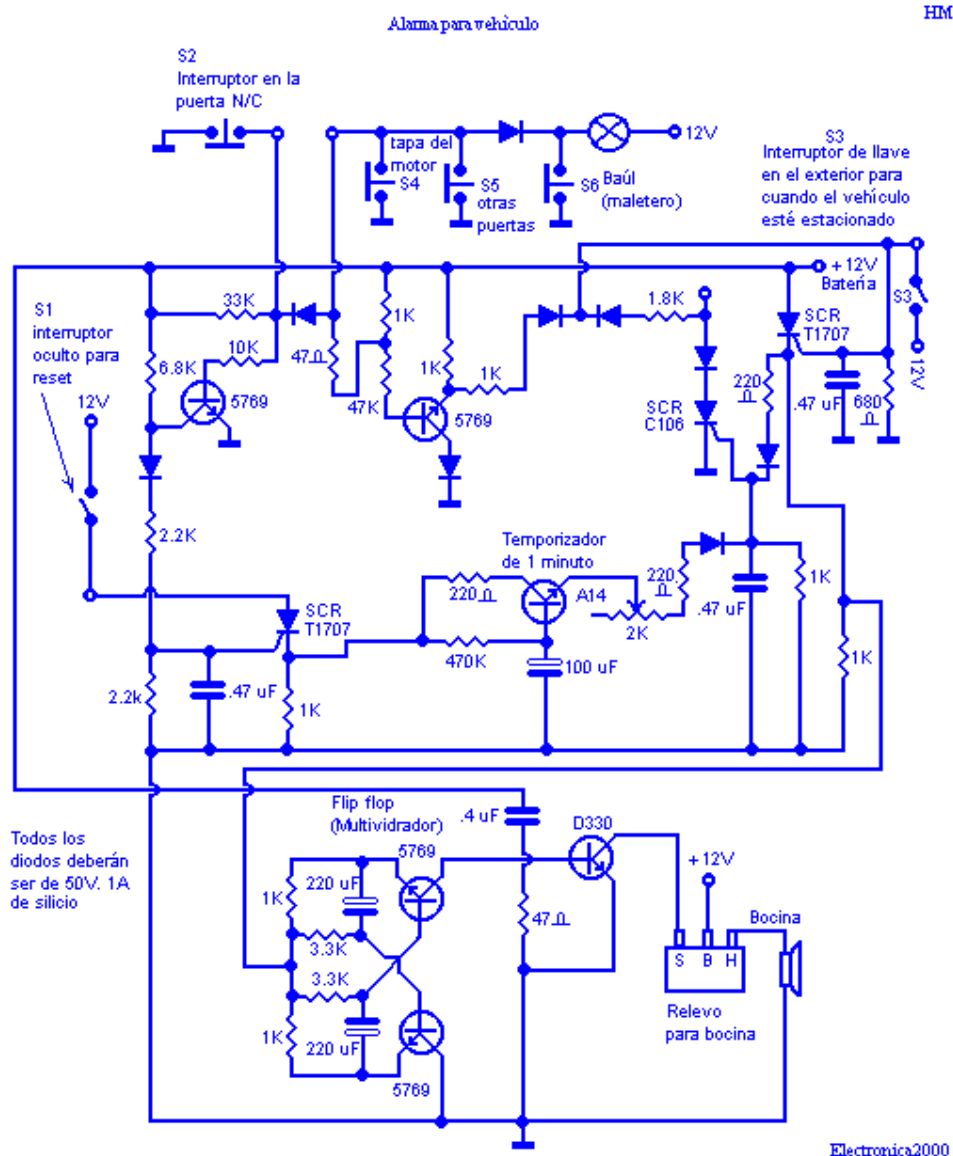 HM
Alarma para vehículo
S2
Interruptor en la
puerta N/C
12V
tapa del
motor
S4
S5
otras
puertas
S6
Baúl
(maletero)
S3
Interruptor de llave
en el exterior para
cuando el vehículo
esté estacionado
+12V
Batería
S3
12V
S1
interruptor
oculto para
reset
12V
33K
10K
6.8K
5769
47Ω
1K
47K
1K
1K
5769
1.8K
SCR
T1707
SCR
C106
220
Ω
.47 uF
680
Ω
2.2K
Temporizador
de 1 minuto
220Ω
A14
220
Ω
2K
.47 uF
1K
SCR
T1707
470K
100 uF
1K
2.2k
.47 uF
1K
Todos los
diodos deberán
ser de 50V. 1A
de silicio
Flip flop
(Multividrador)
5769
.4 uF
D330
+12V
1K
220 uF
47Ω
Bocina
3.3K
3.3K
S B H
1K
220 uF
Relevo
para bocina
5769
Electronica2000